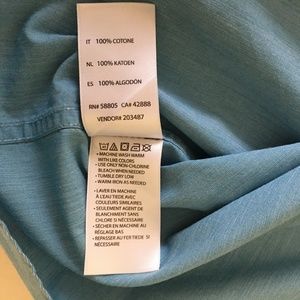 IT 100% COTONE
NL 100% KATOEN
ES 100% ALGODÓN
RN# 58805 CA# 42888
VENDOR# 203487
• MACHINE WASH WARM
WITH LIKE COLORS
• USE ONLY NON-CHLORINE
BLEACH WHEN NEEDED
• TUMBLE DRY LOW
• WARM IRON AS NEEDED
• LAVER EN MACHINE
À L'EAU TIÈDE AVEC
COULEURS SIMILAIRES
• SEULEMENT AGENT DE
BLANCHIMENT SANS
CHLORE SI NÉCESSAIRE
• SÉCHER EN MACHINE AU
RÉGLAGE BAS
• REPASSER AU FER TIEDE SI
NÉCESSAIRE